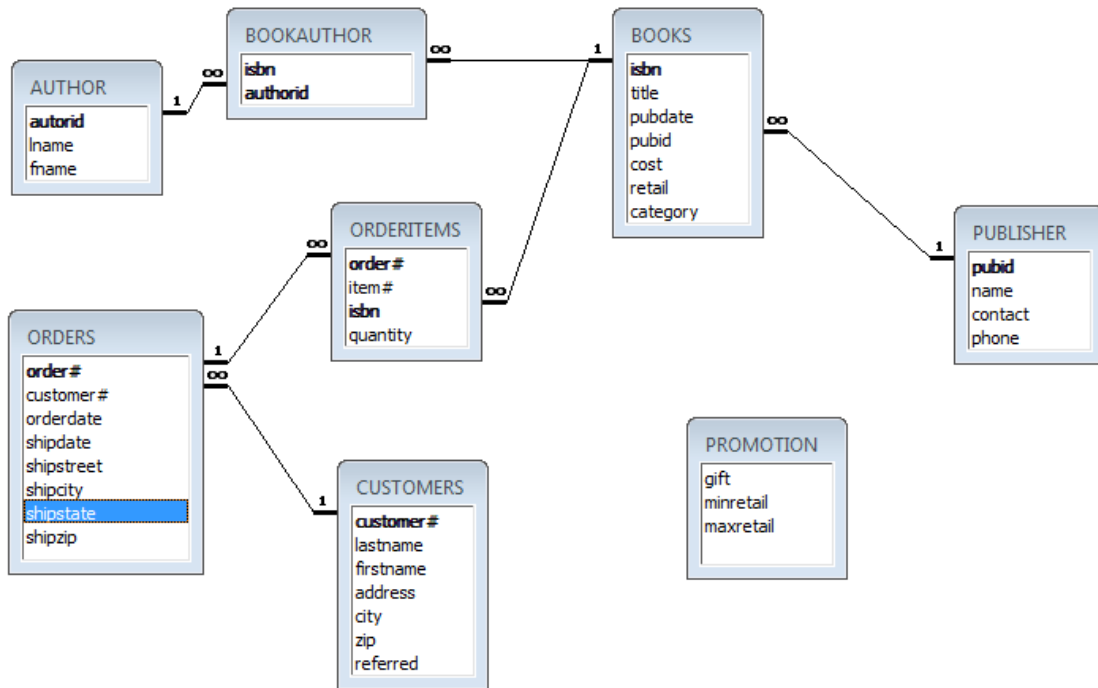 AUTHOR
autorid
lname
fname
1
∞
BOOKAUTHOR
isbn
authorid
∞
1
BOOKS
isbn
title
pubdate
pubid
cost
retail
category
∞
1
PUBLISHER
pubid
name
contact
phone
ORDERITEMS
order#
item#
isbn
quantity
∞
∞
ORDERS
order#
customer#
orderdate
shipdate
shipstreet
shipcity
shipstate
shipzip
1
∞
1
CUSTOMERS
customer#
lastname
firstname
address
city
zip
referred
PROMOTION
gift
minretail
maxretail